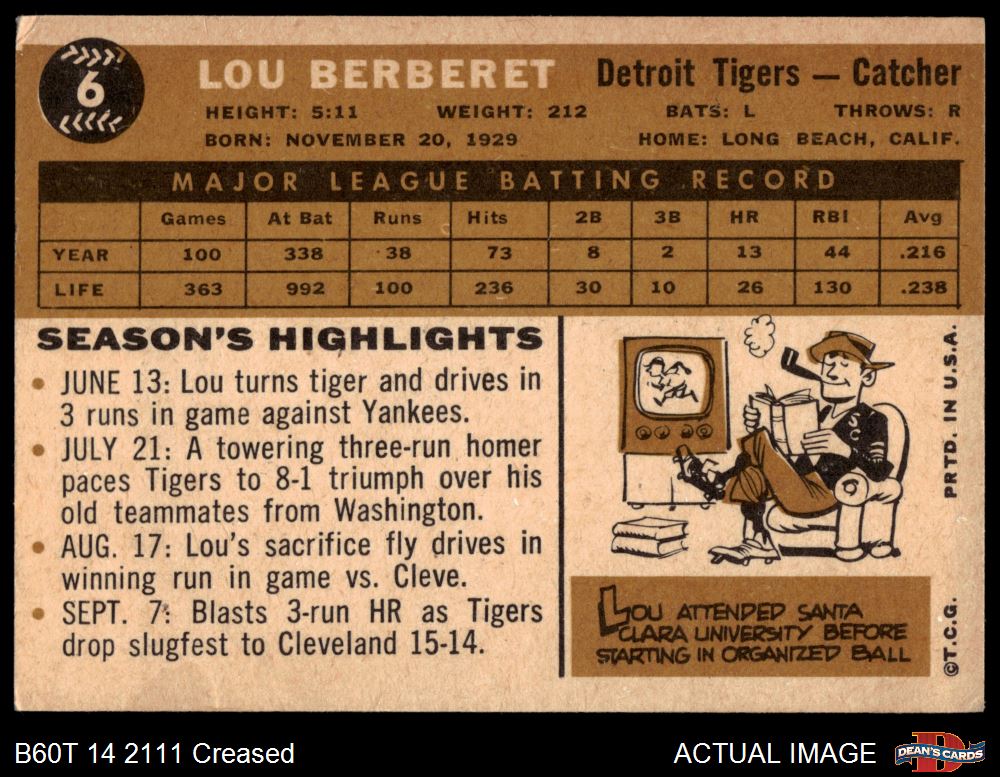 6
LOU BERBERET Detroit Tigers — Catcher
HEIGHT: 5:11 WEIGHT: 212 BATS: L THROWS: R
BORN: NOVEMBER 20, 1929 HOME: LONG BEACH, CALIF.
MAJOR LEAGUE BATTING RECORD
Games At Bat Runs Hits 2B 3B HR RBI Avg
YEAR 100 338 38 73 8 2 13 44 .216
LIFE 363 992 100 236 30 10 26 130 .238
SEASON'S HIGHLIGHTS
• JUNE 13: Lou turns tiger and drives in
3 runs in game against Yankees.
• JULY 21: A towering three-run homer
paces Tigers to 8-1 triumph over his
old teammates from Washington.
• AUG. 17: Lou's sacrifice fly drives in
winning run in game vs. Cleve.
• SEPT. 7: Blasts 3-run HR as Tigers
drop slugfest to Cleveland 15-14.
SC
LOU ATTENDED SANTA
CLARA UNIVERSITY BEFORE
STARTING IN ORGANIZED BALL
©T.C.G. PRTD. IN U.S.A.
B60T 14 2111 Creased
ACTUAL IMAGE
DEAN'S CARDS